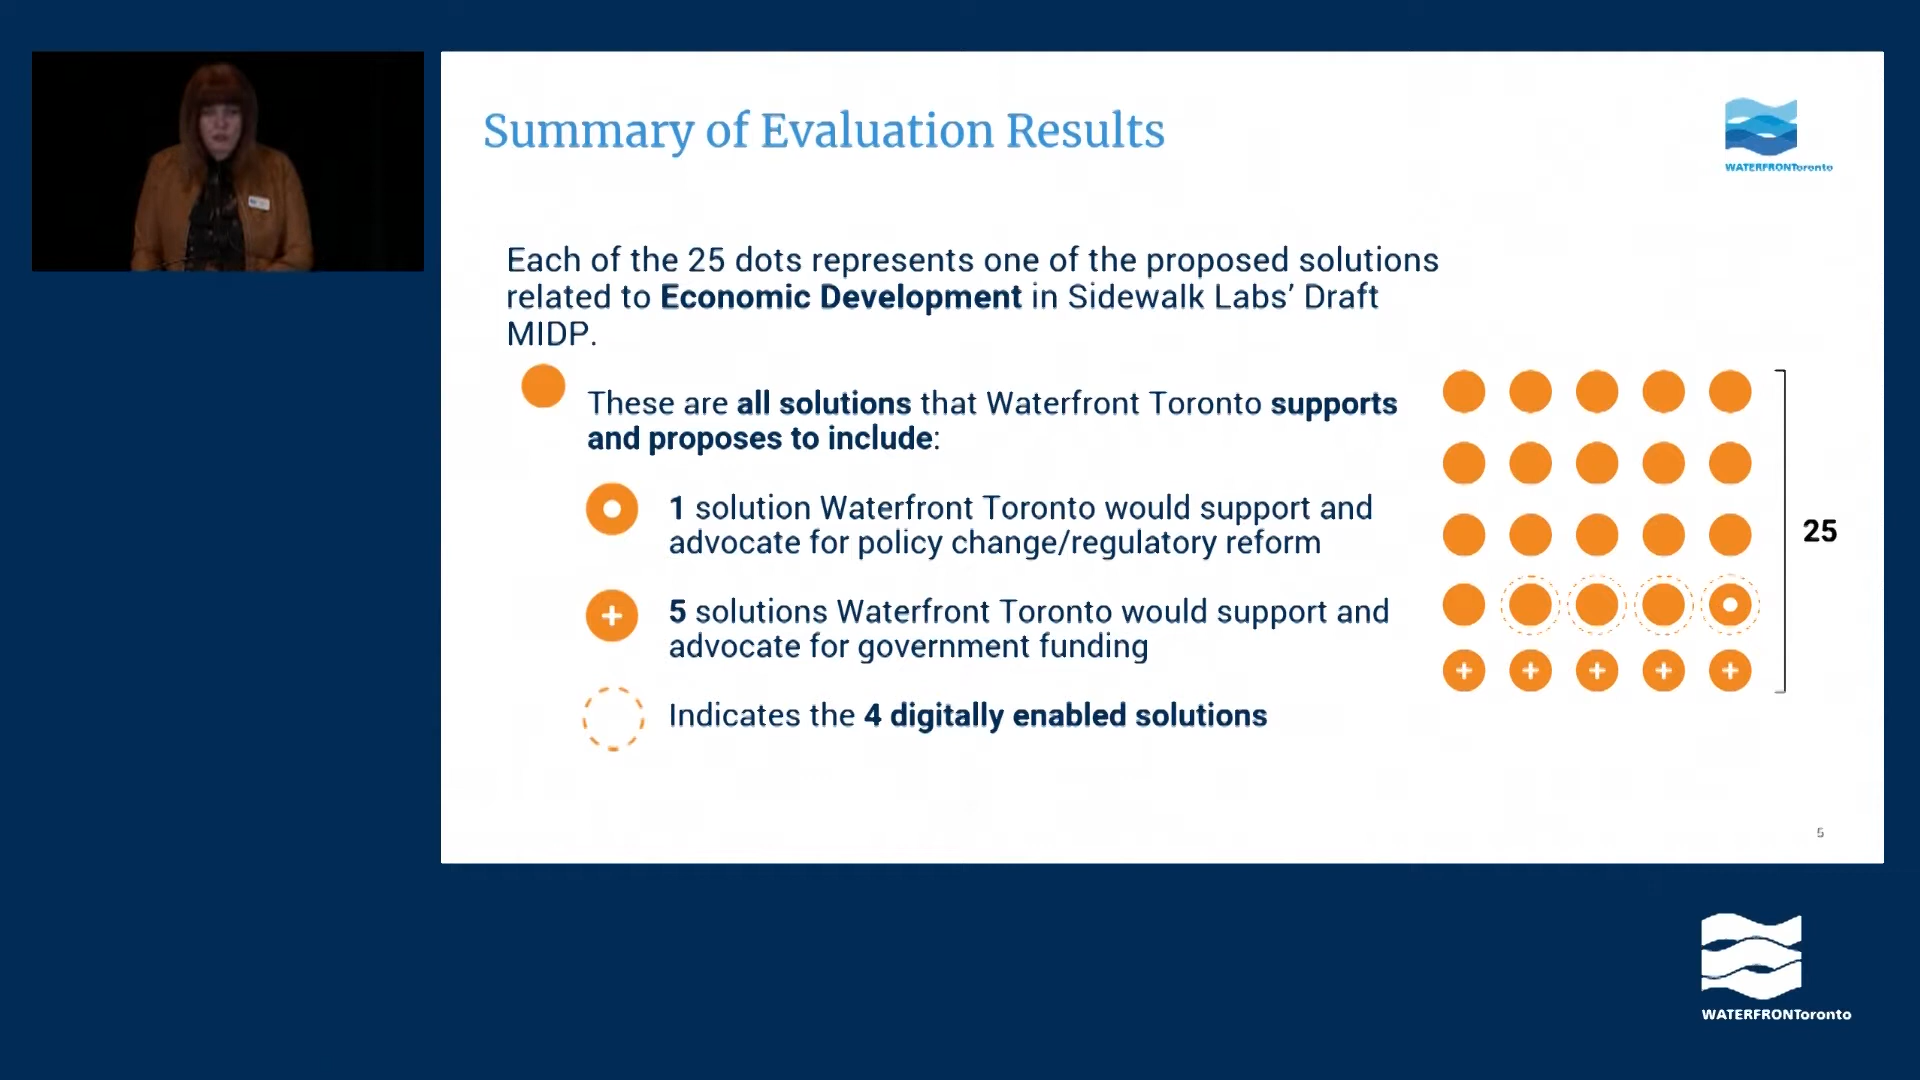 Summary of Evaluation Results
WATERFRONToronto
Each of the 25 dots represents one of the proposed solutions
related to Economic Development in Sidewalk Labs’ Draft
MIDP.
These are all solutions that Waterfront Toronto supports
and proposes to include:
1 solution Waterfront Toronto would support and
advocate for policy change/regulatory reform
5 solutions Waterfront Toronto would support and
advocate for government funding
Indicates the 4 digitally enabled solutions
25
5
WATERFRONToronto